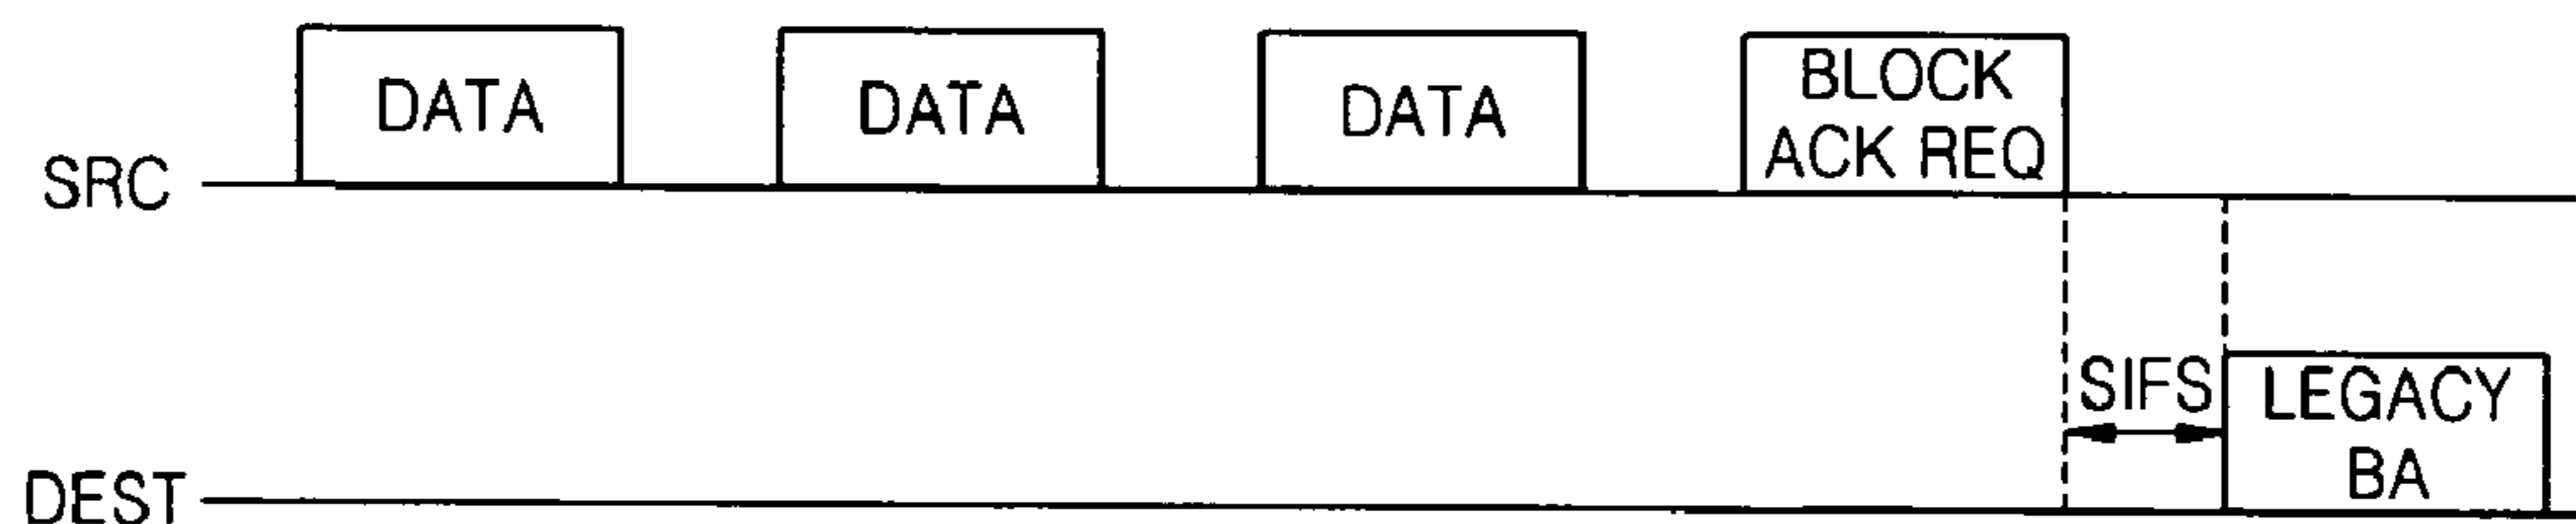 DATA
DATA
DATA
BLOCK
ACK REQ
SRC
SIFS
LEGACY
BA
DEST